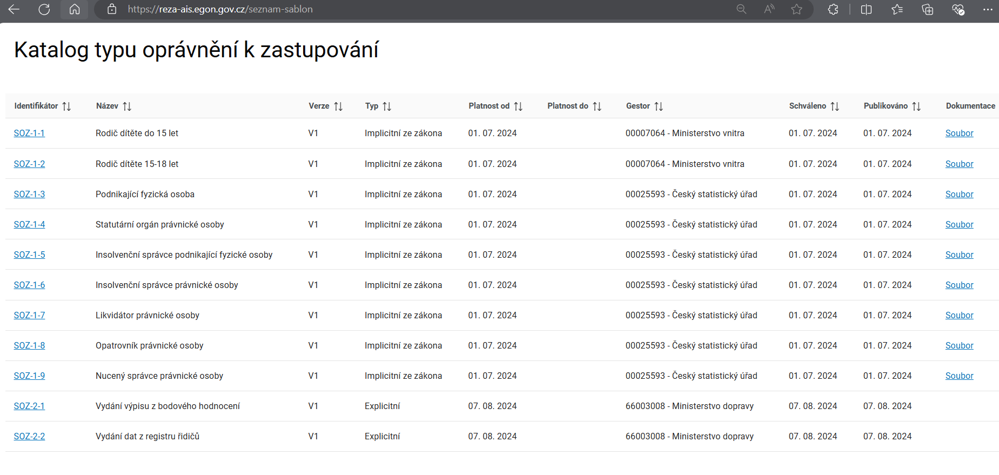 https://reza-ais.egon.gov.cz/seznam-sablon
Katalog typu oprávnění k zastupování
Identifikátor Název Verze Typ Platnost od Platnost do Gestor Schváleno Publikováno Dokumentace
SOZ-1-1 Rodič dítěte do 15 let V1 Implicitní ze zákona 01. 07. 2024 00007064 - Ministerstvo vnitra 01. 07. 2024 01. 07. 2024 Soubor
SOZ-1-2 Rodič dítěte 15-18 let V1 Implicitní ze zákona 01. 07. 2024 00007064 - Ministerstvo vnitra 01. 07. 2024 01. 07. 2024 Soubor
SOZ-1-3 Podnikající fyzická osoba V1 Implicitní ze zákona 01. 07. 2024 00025593 - Český statistický úřad 01. 07. 2024 01. 07. 2024 Soubor
SOZ-1-4 Statutární orgán právnické osoby V1 Implicitní ze zákona 01. 07. 2024 00025593 - Český statistický úřad 01. 07. 2024 01. 07. 2024 Soubor
SOZ-1-5 Insolvenční správce podnikající fyzické osoby V1 Implicitní ze zákona 01. 07. 2024 00025593 - Český statistický úřad 01. 07. 2024 01. 07. 2024 Soubor
SOZ-1-6 Insolvenční správce právnické osoby V1 Implicitní ze zákona 01. 07. 2024 00025593 - Český statistický úřad 01. 07. 2024 01. 07. 2024 Soubor
SOZ-1-7 Likvidátor právnické osoby V1 Implicitní ze zákona 01. 07. 2024 00025593 - Český statistický úřad 01. 07. 2024 01. 07. 2024 Soubor
SOZ-1-8 Opatrovník právnické osoby V1 Implicitní ze zákona 01. 07. 2024 00025593 - Český statistický úřad 01. 07. 2024 01. 07. 2024 Soubor
SOZ-1-9 Nucený správce právnické osoby V1 Implicitní ze zákona 01. 07. 2024 00025593 - Český statistický úřad 01. 07. 2024 01. 07. 2024 Soubor
SOZ-2-1 Vydání výpisu z bodového hodnocení V1 Explicitní 07. 08. 2024 66003008 - Ministerstvo dopravy 07. 08. 2024 07. 08. 2024
SOZ-2-2 Vydání dat z registru řidičů V1 Explicitní 07. 08. 2024 66003008 - Ministerstvo dopravy 07. 08. 2024 07. 08. 2024